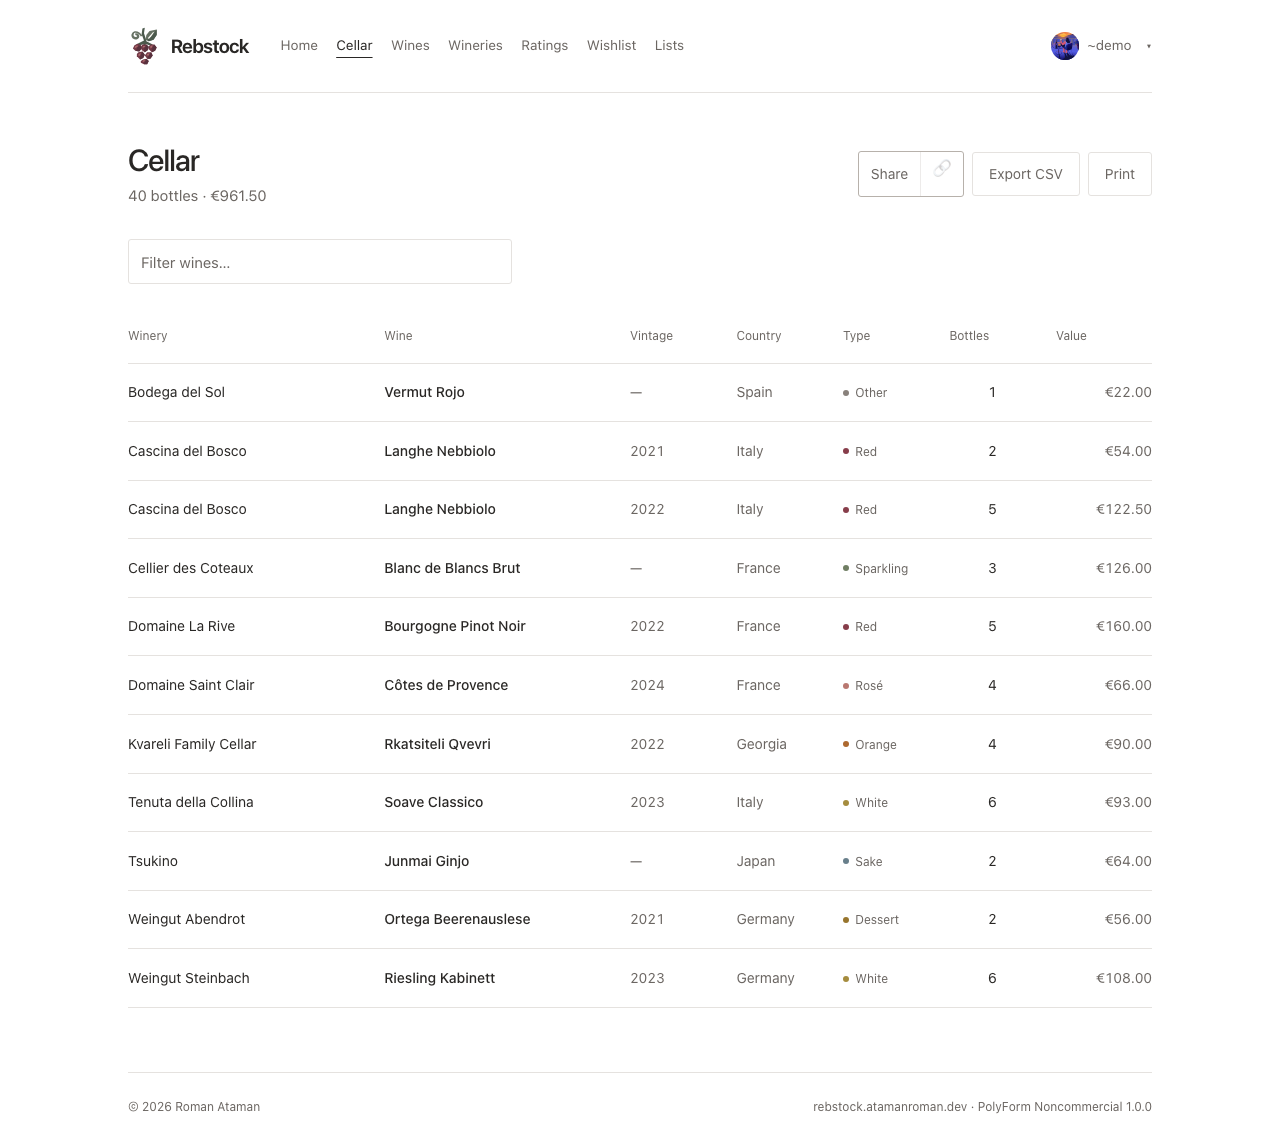 Rebstock Home Cellar Wines Wineries Ratings Wishlist Lists ~demo
Cellar
40 bottles · €961.50
Share Export CSV Print
Filter wines...
Winery Wine Vintage Country Type Bottles Value
Bodega del Sol Vermut Rojo — Spain Other 1 €22.00
Cascina del Bosco Langhe Nebbiolo 2021 Italy Red 2 €54.00
Cascina del Bosco Langhe Nebbiolo 2022 Italy Red 5 €122.50
Cellier des Coteaux Blanc de Blancs Brut — France Sparkling 3 €126.00
Domaine La Rive Bourgogne Pinot Noir 2022 France Red 5 €160.00
Domaine Saint Clair Côtes de Provence 2024 France Rosé 4 €66.00
Kvareli Family Cellar Rkatsiteli Qvevri 2022 Georgia Orange 4 €90.00
Tenuta della Collina Soave Classico 2023 Italy White 6 €93.00
Tsukino Junmai Ginjo — Japan Sake 2 €64.00
Weingut Abendrot Ortega Beerenauslese 2021 Germany Dessert 2 €56.00
Weingut Steinbach Riesling Kabinett 2023 Germany White 6 €108.00
© 2026 Roman Ataman rebstock.atamanroman.dev · PolyForm Noncommercial 1.0.0